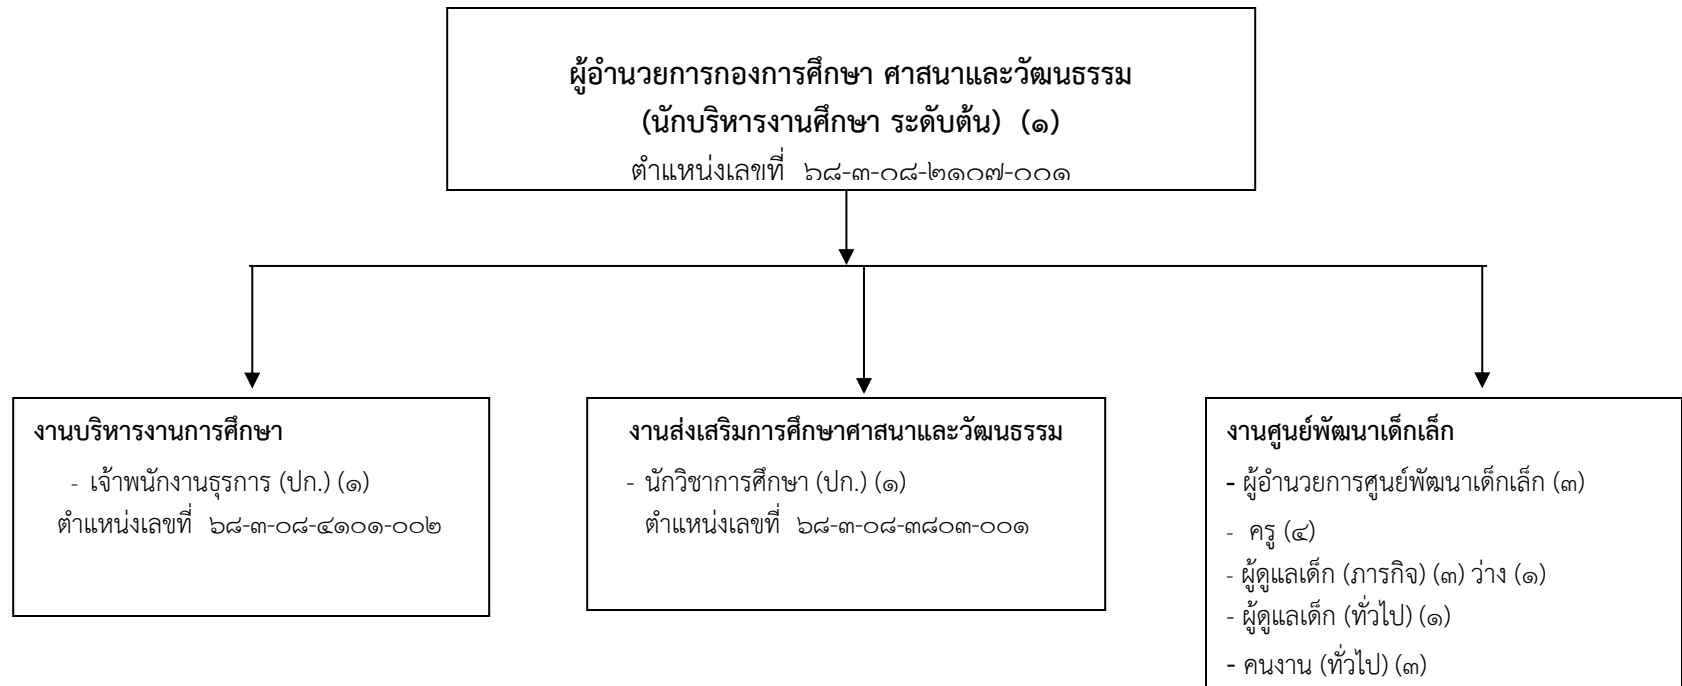 ผู้อำนวยการกองการศึกษา ศาสนาและวัฒนธรรม
(นักบริหารงานศึกษา ระดับต้น) (๑)
ตำแหน่งเลขที่ ๖๘-๓-๐๘-๒๑๐๗-๐๐๑
งานบริหารงานการศึกษา
- เจ้าพนักงานธุรการ (ปก.) (๑)
ตำแหน่งเลขที่ ๖๘-๓-๐๘-๔๑๐๑-๐๐๒
งานส่งเสริมการศึกษาศาสนาและวัฒนธรรม
- นักวิชาการศึกษา (ปก.) (๑)
ตำแหน่งเลขที่ ๖๘-๓-๐๘-๓๘๐๓-๐๐๑
งานศูนย์พัฒนาเด็กเล็ก
- ผู้อำนวยการศูนย์พัฒนาเด็กเล็ก (๓)
- ครู (๔)
- ผู้ดูแลเด็ก (ภารกิจ) (๓) ว่าง (๑)
- ผู้ดูแลเด็ก (ทั่วไป) (๑)
- คนงาน (ทั่วไป) (๓)